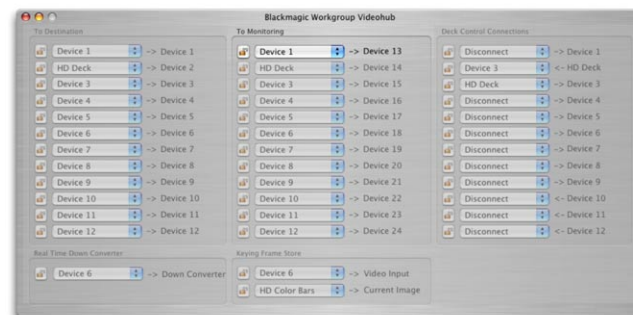 Blackmagic Workgroup Videohub
To Destination
Device 1 -> Device 1
HD Deck -> Device 2
Device 3 -> Device 3
Device 4 -> Device 4
Device 5 -> Device 5
Device 6 -> Device 6
Device 7 -> Device 7
Device 8 -> Device 8
Device 9 -> Device 9
Device 10 -> Device 10
Device 11 -> Device 11
Device 12 -> Device 12
To Monitoring
Device 1 -> Device 13
HD Deck -> Device 14
Device 3 -> Device 15
Device 4 -> Device 16
Device 5 -> Device 17
Device 6 -> Device 18
Device 7 -> Device 19
Device 8 -> Device 20
Device 9 -> Device 21
Device 10 -> Device 22
Device 11 -> Device 23
Device 12 -> Device 24
Deck Control Connections
Disconnect -> Device 1
Device 3 <- HD Deck
HD Deck -> Device 3
Disconnect -> Device 4
Disconnect -> Device 5
Disconnect -> Device 6
Disconnect -> Device 7
Disconnect -> Device 8
Disconnect -> Device 9
Disconnect <- Device 10
Disconnect <- Device 11
Disconnect <- Device 12
Real Time Down Converter
Device 6 -> Down Converter
Keying Frame Store
Device 6 -> Video Input
HD Color Bars -> Current Image